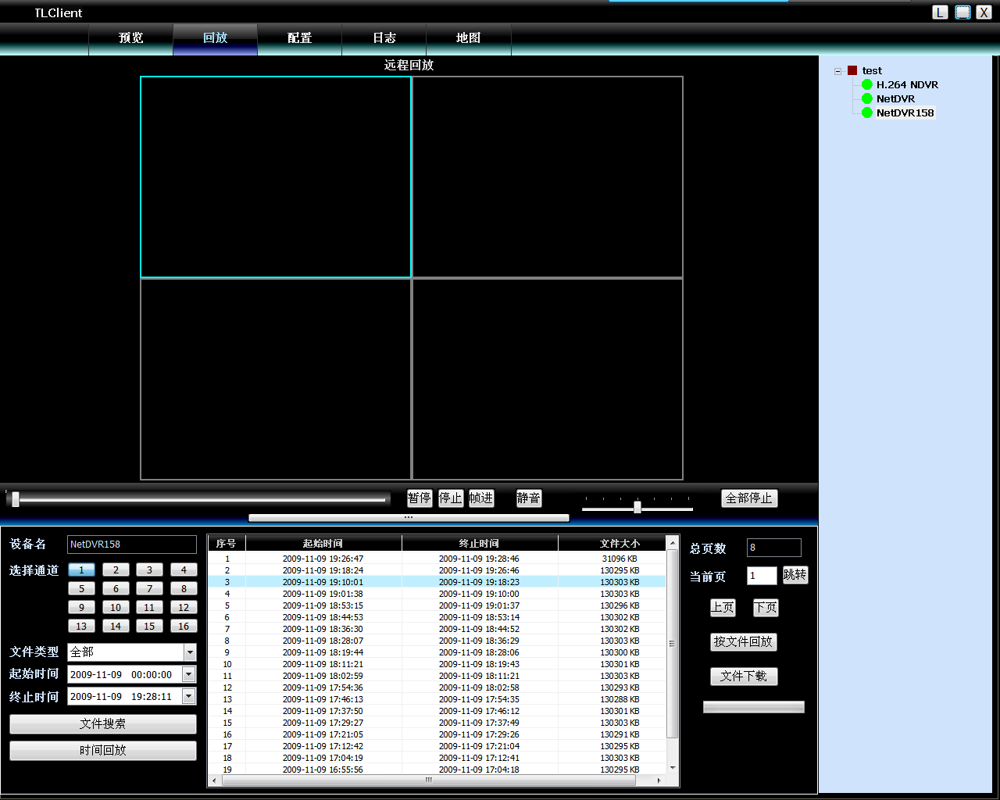 TLClient
L X
预览 回放 配置 日志 地图
远程回放
test
H.264 NDVR
NetDVR
NetDVR158
暂停 停止 帧进 静音 全部停止
设备名 NetDVR158
选择通道 1 2 3 4
5 6 7 8
9 10 11 12
13 14 15 16
文件类型 全部
起始时间 2009-11-09 00:00:00
终止时间 2009-11-09 19:28:11
文件搜索
时间回放
序号 起始时间 终止时间 文件大小
1 2009-11-09 19:26:47 2009-11-09 19:28:46 31096 KB
2 2009-11-09 19:18:24 2009-11-09 19:26:46 130295 KB
3 2009-11-09 19:10:01 2009-11-09 19:18:23 130303 KB
4 2009-11-09 19:01:38 2009-11-09 19:10:00 130303 KB
5 2009-11-09 18:53:15 2009-11-09 19:01:37 130296 KB
6 2009-11-09 18:44:53 2009-11-09 18:53:14 130302 KB
7 2009-11-09 18:36:30 2009-11-09 18:44:52 130302 KB
8 2009-11-09 18:28:07 2009-11-09 18:36:29 130303 KB
9 2009-11-09 18:19:44 2009-11-09 18:28:06 130300 KB
10 2009-11-09 18:11:21 2009-11-09 18:19:43 130301 KB
11 2009-11-09 18:02:59 2009-11-09 18:11:21 130303 KB
12 2009-11-09 17:54:36 2009-11-09 18:02:58 130293 KB
13 2009-11-09 17:46:13 2009-11-09 17:54:35 130288 KB
14 2009-11-09 17:37:50 2009-11-09 17:46:12 130301 KB
15 2009-11-09 17:29:27 2009-11-09 17:37:49 130303 KB
16 2009-11-09 17:21:05 2009-11-09 17:29:26 130291 KB
17 2009-11-09 17:12:42 2009-11-09 17:21:04 130295 KB
18 2009-11-09 17:04:19 2009-11-09 17:12:41 130303 KB
19 2009-11-09 16:55:56 2009-11-09 17:04:18 130295 KB
总页数 8
当前页 1 跳转
上页 下页
按文件回放
文件下载